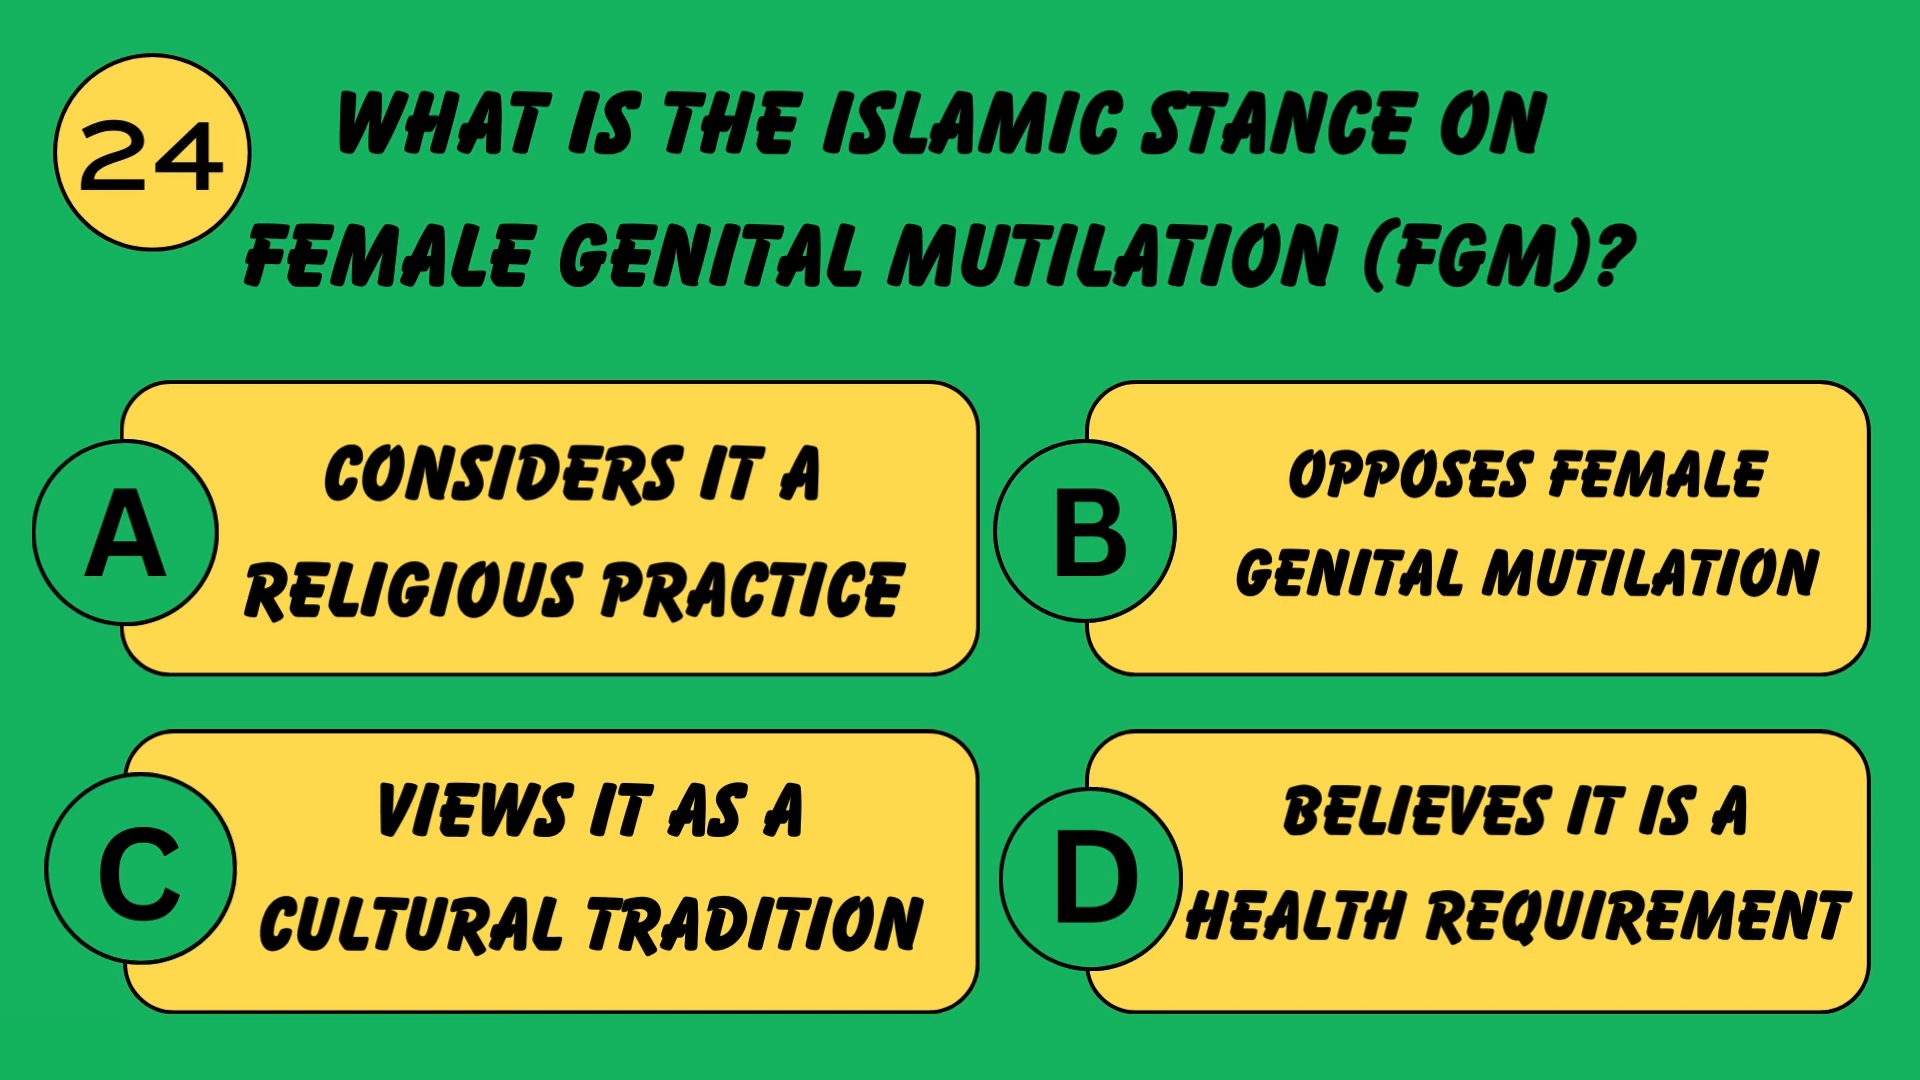 24
WHAT IS THE ISLAMIC STANCE ON
FEMALE GENITAL MUTILATION (FGM)?
A
CONSIDERS IT A
RELIGIOUS PRACTICE
B
OPPOSES FEMALE
GENITAL MUTILATION
C
VIEWS IT AS A
CULTURAL TRADITION
D
BELIEVES IT IS A
HEALTH REQUIREMENT